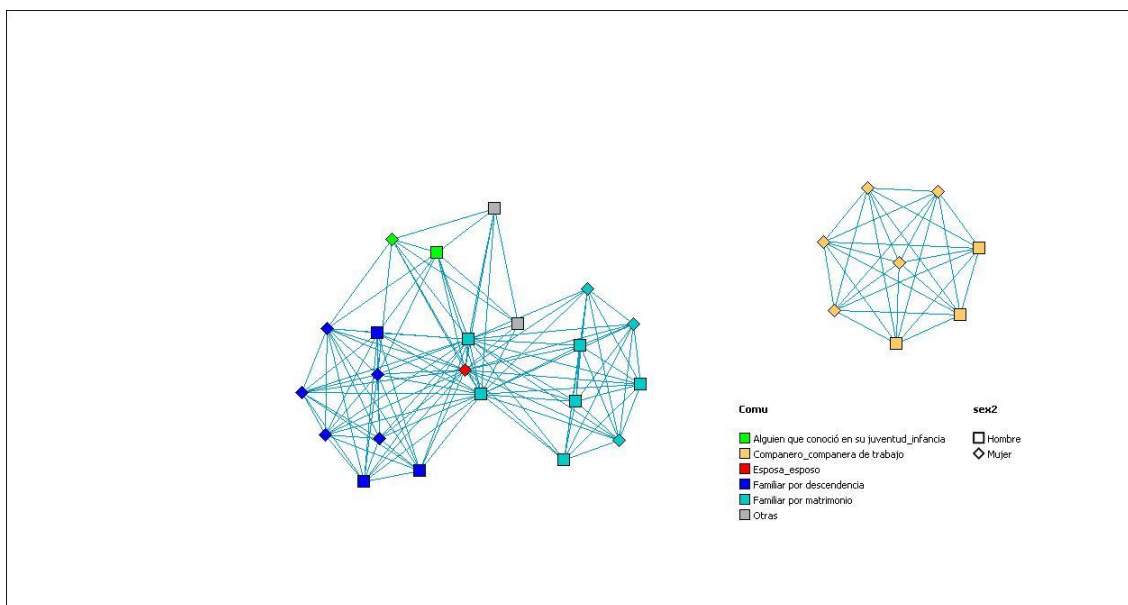 Comu
Alguien que conoció en su juventud_infancia
Companero_companera de trabajo
Esposa_esposo
Familiar por descendencia
Familiar por matrimonio
Otras
sex2
Hombre
Mujer